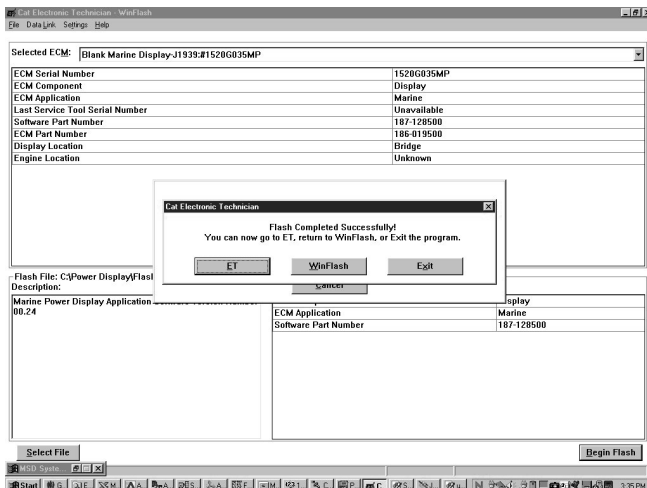 Cat Electronic Technician - WinFlash
File Data Link Settings Help
Selected ECM: Blank Marine Display-J1939:#1520G035MP
ECM Serial Number 1520G035MP
ECM Component Display
ECM Application Marine
Last Service Tool Serial Number Unavailable
Software Part Number 187-128500
ECM Part Number 186-019500
Display Location Bridge
Engine Location Unknown
Cat Electronic Technician
Flash Completed Successfully!
You can now go to ET, return to WinFlash, or Exit the program.
ET WinFlash Exit
Cancel
Flash File: C:\Power Display\Flas
Description:
Marine Power Display Application Software Version Number
00.24
splay
ECM Application Marine
Software Part Number 187-128500
Select File Begin Flash
MSD Syste...
Start 3:35 PM